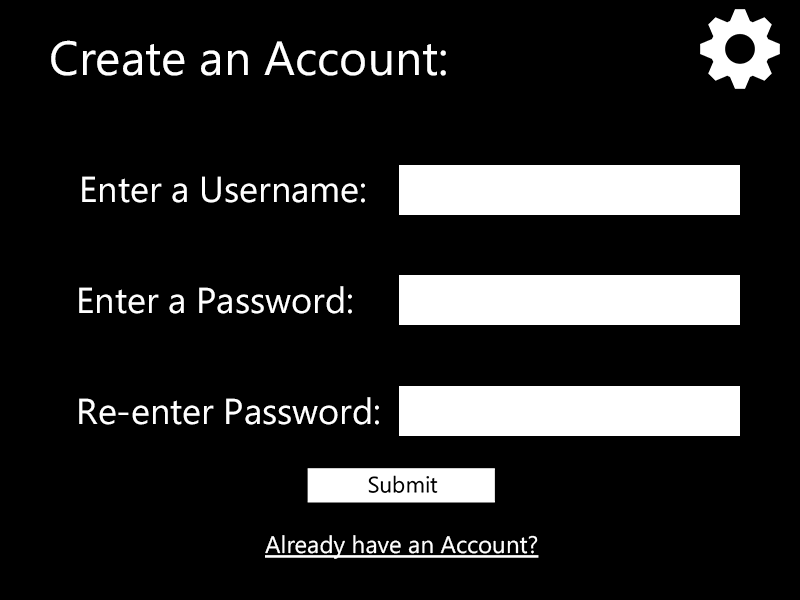 Create an Account:
Enter a Username:
Enter a Password:
Re-enter Password:
Submit
Already have an Account?